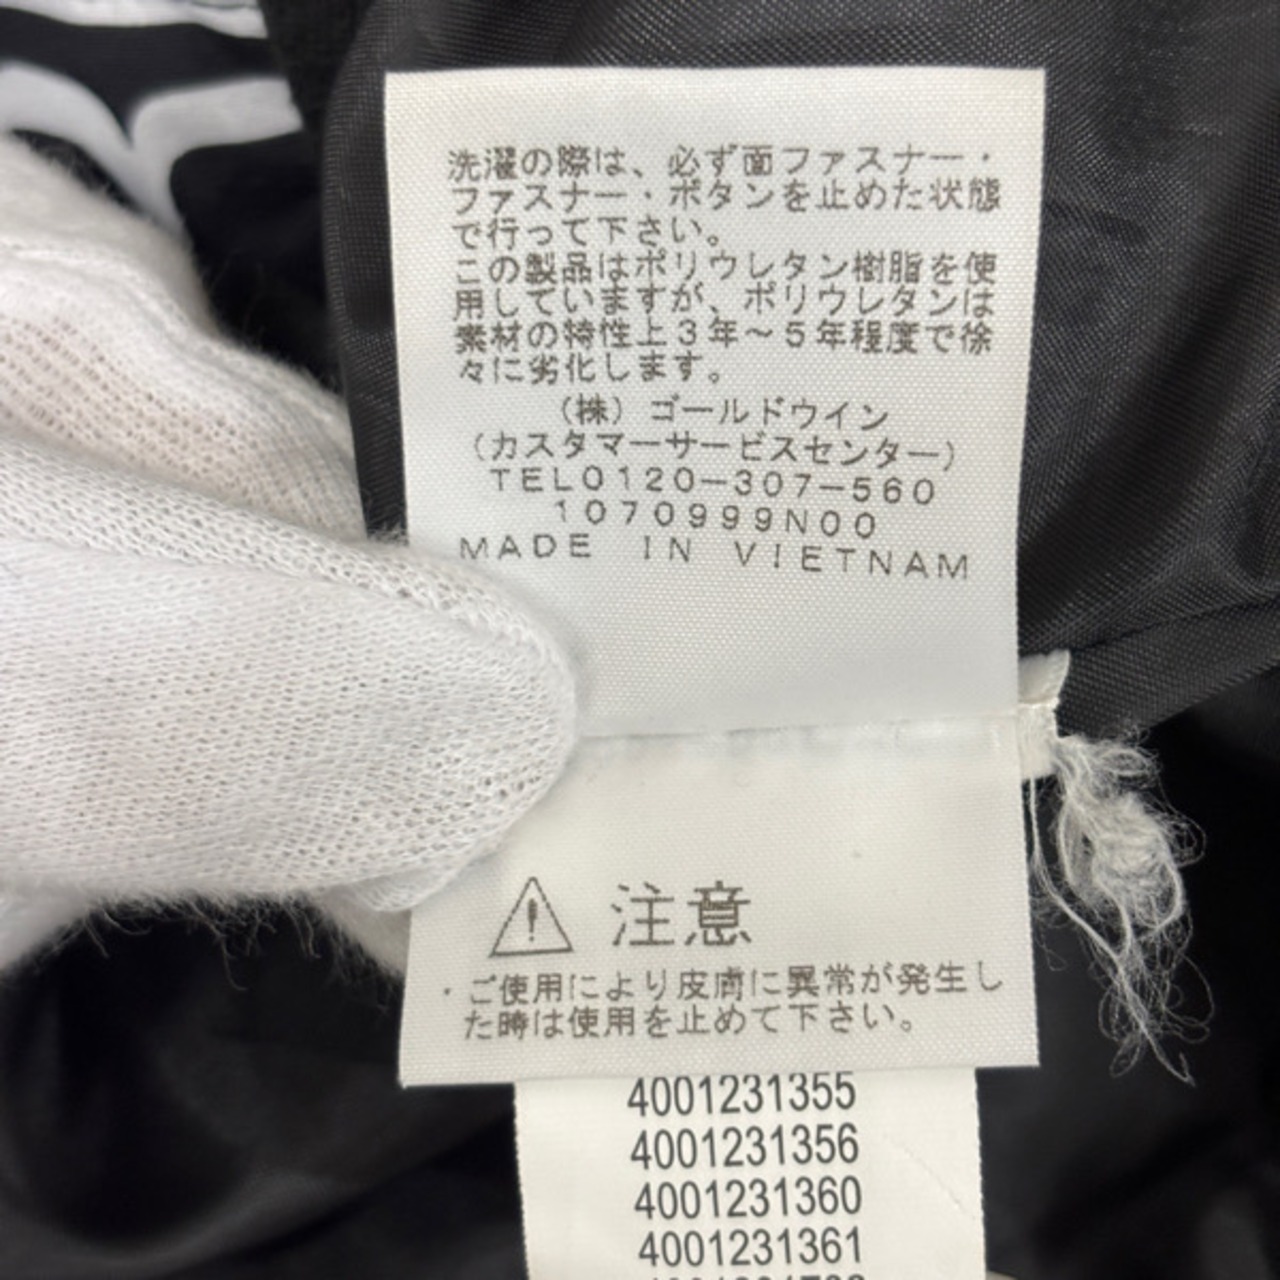 洗濯の際は、必ず面ファスナー・
ファスナー・ボタンを止めた状態
で行って下さい。
この製品はポリウレタン樹脂を使
用していますが、ポリウレタンは
素材の特性上3年～5年程度で徐
々に劣化します。
(株)ゴールドウイン
(カスタマーサービスセンター)
TEL0120-307-560
1070999N00
MADE IN VIETNAM
注意
・ご使用により皮膚に異常が発生し
た時は使用を止めて下さい。
4001231355
4001231356
4001231360
4001231361